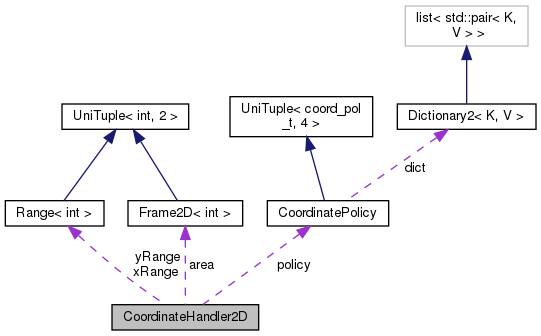 list< std::pair< K,
V > >
UniTuple< int, 2 >
UniTuple< coord_pol
_t, 4 >
Dictionary2< K, V >
dict
Range< int >
Frame2D< int >
CoordinatePolicy
yRange
xRange
area
policy
CoordinateHandler2D